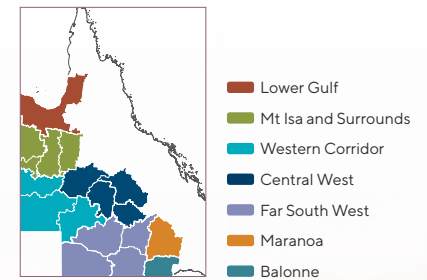 Lower Gulf
Mt Isa and Surrounds
Western Corridor
Central West
Far South West
Maranoa
Balonne